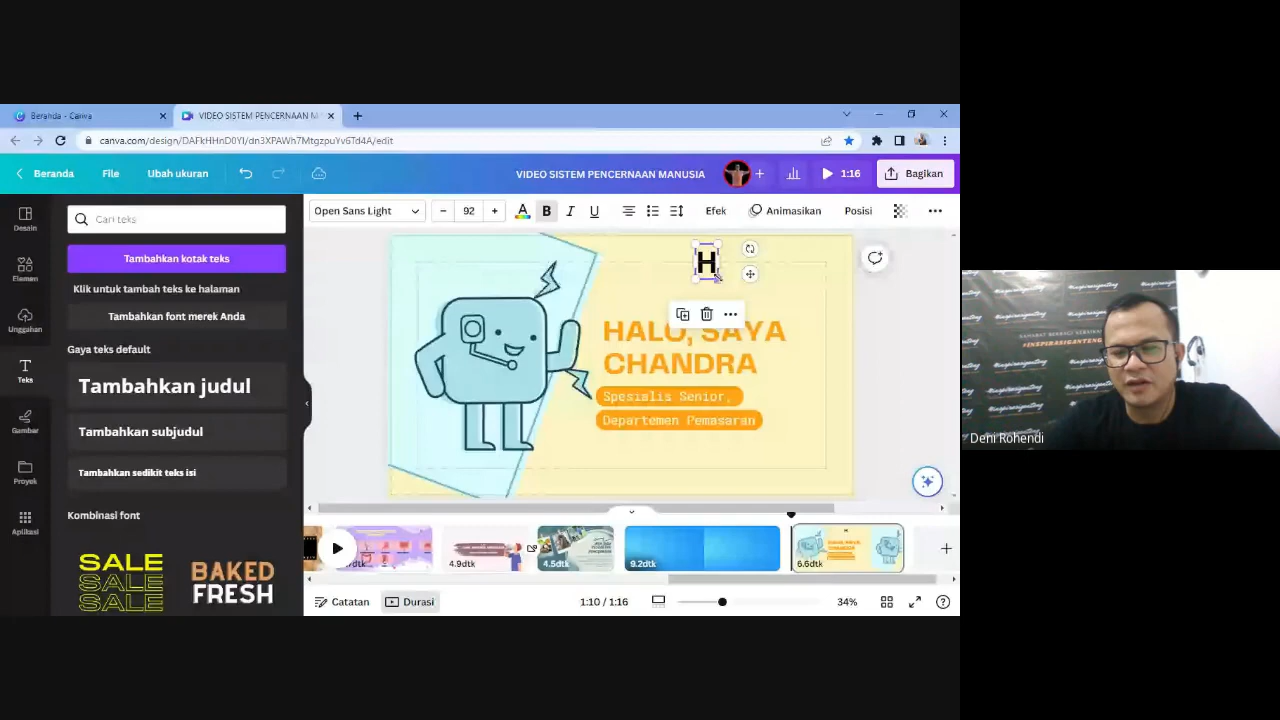 Beranda - Canva
VIDEO SISTEM PENCERNAAN M
canva.com/design/DAFkHHnD0YI/dn3XPAWh7MtgzpuYv6Td4A/edit
Beranda
File
Ubah ukuran
VIDEO SISTEM PENCERNAAN MANUSIA
1:16
Bagikan
Desain
Elemen
Unggahan
Teks
Gambar
Proyek
Aplikasi
Cari teks
Tambahkan kotak teks
Klik untuk tambah teks ke halaman
Tambahkan font merek Anda
Gaya teks default
Tambahkan judul
Tambahkan subjudul
Tambahkan sedikit teks isi
Kombinasi font
SALE
SALE
SALE
BAKED
FRESH
Open Sans Light
92
A
B
I
U
Efek
Animasikan
Posisi
H
HALO, SAYA
CHANDRA
Spesialis Senior,
Departemen Pemasaran
4.9dtk
4.5dtk
9.2dtk
6.6dtk
Catatan
Durasi
1:10 / 1:16
34%
#INSPIRASIGANTENG
Deni Rohendi